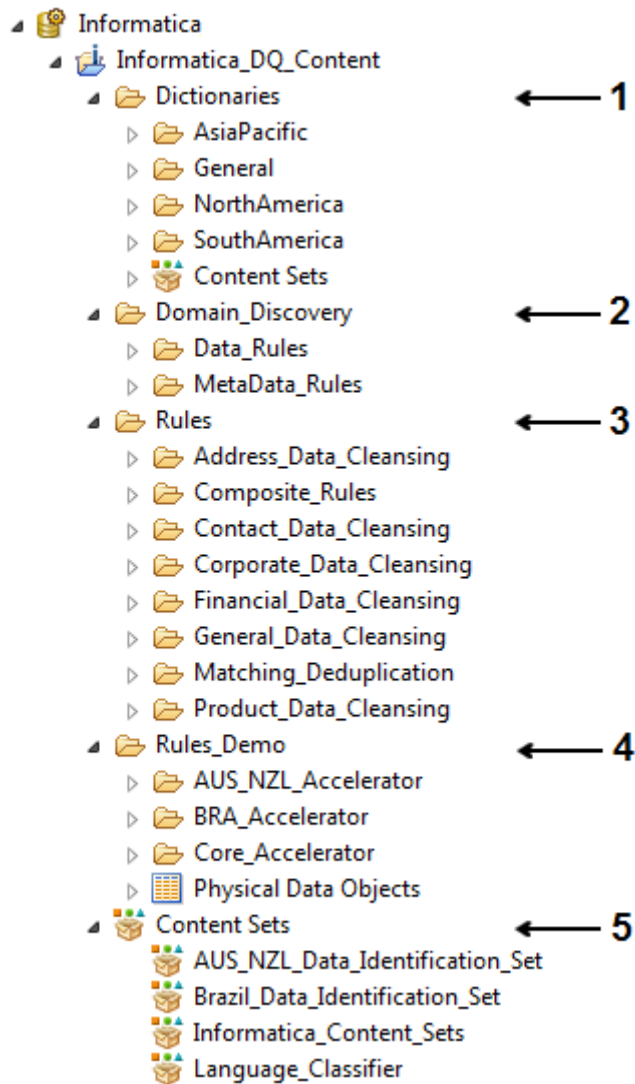 Informatica
Informatica_DQ_Content
Dictionaries 1
AsiaPacific
General
NorthAmerica
SouthAmerica
Content Sets
Domain_Discovery 2
Data_Rules
MetaData_Rules
Rules 3
Address_Data_Cleansing
Composite_Rules
Contact_Data_Cleansing
Corporate_Data_Cleansing
Financial_Data_Cleansing
General_Data_Cleansing
Matching_Deduplication
Product_Data_Cleansing
Rules_Demo 4
AUS_NZL_Accelerator
BRA_Accelerator
Core_Accelerator
Physical Data Objects
Content Sets 5
AUS_NZL_Data_Identification_Set
Brazil_Data_Identification_Set
Informatica_Content_Sets
Language_Classifier